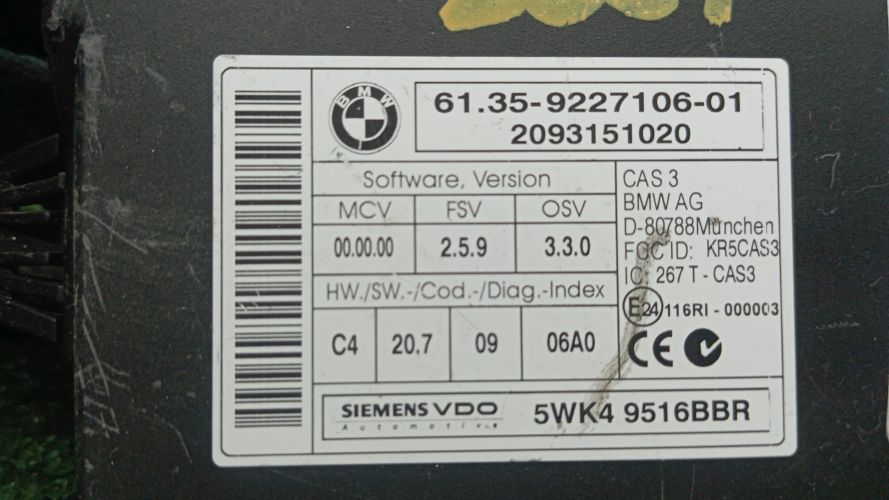 BMW
61.35-9227106-01
2093151020
Software, Version
MCV FSV OSV
00.00.00 2.5.9 3.3.0
HW./SW.-/Cod.-/Diag.-Index
C4 20.7 09 06A0
CAS 3
BMW AG
D-80788München
FCC ID: KR5CAS3
IC: 267 T - CAS3
E24 116RI - 000003
CE
SIEMENS VDO
Automotive
5WK4 9516BBR